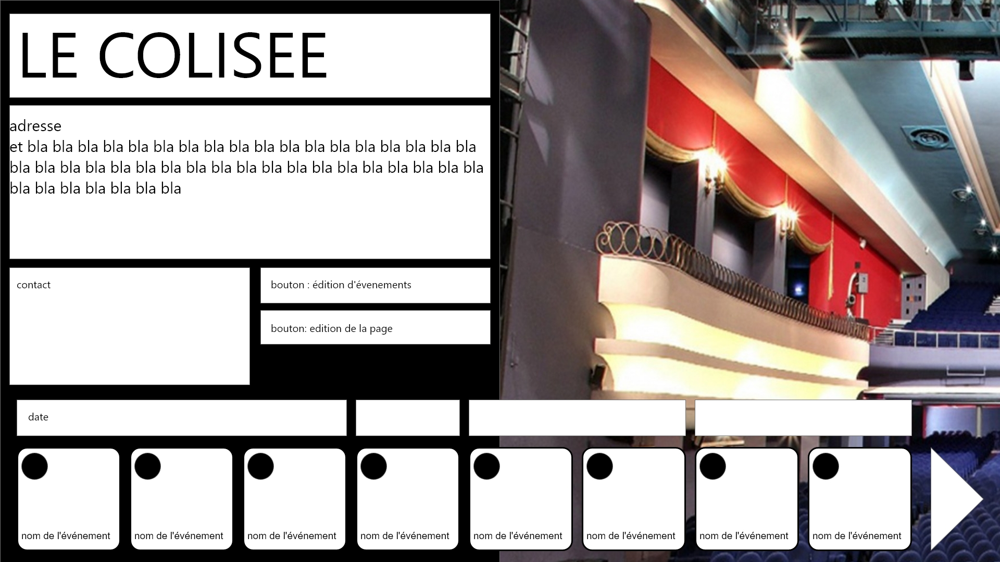 LE COLISEE
adresse
et bla bla bla bla bla bla bla bla bla bla bla bla bla bla bla bla bla bla
bla bla bla bla bla bla bla bla bla bla bla bla bla bla bla bla bla bla bla bla bla
bla bla bla bla bla bla bla
contact
bouton : édition d'évenements
bouton: edition de la page
date
nom de l'événement
nom de l'événement
nom de l'événement
nom de l'événement
nom de l'événement
nom de l'événement
nom de l'événement
nom de l'événement